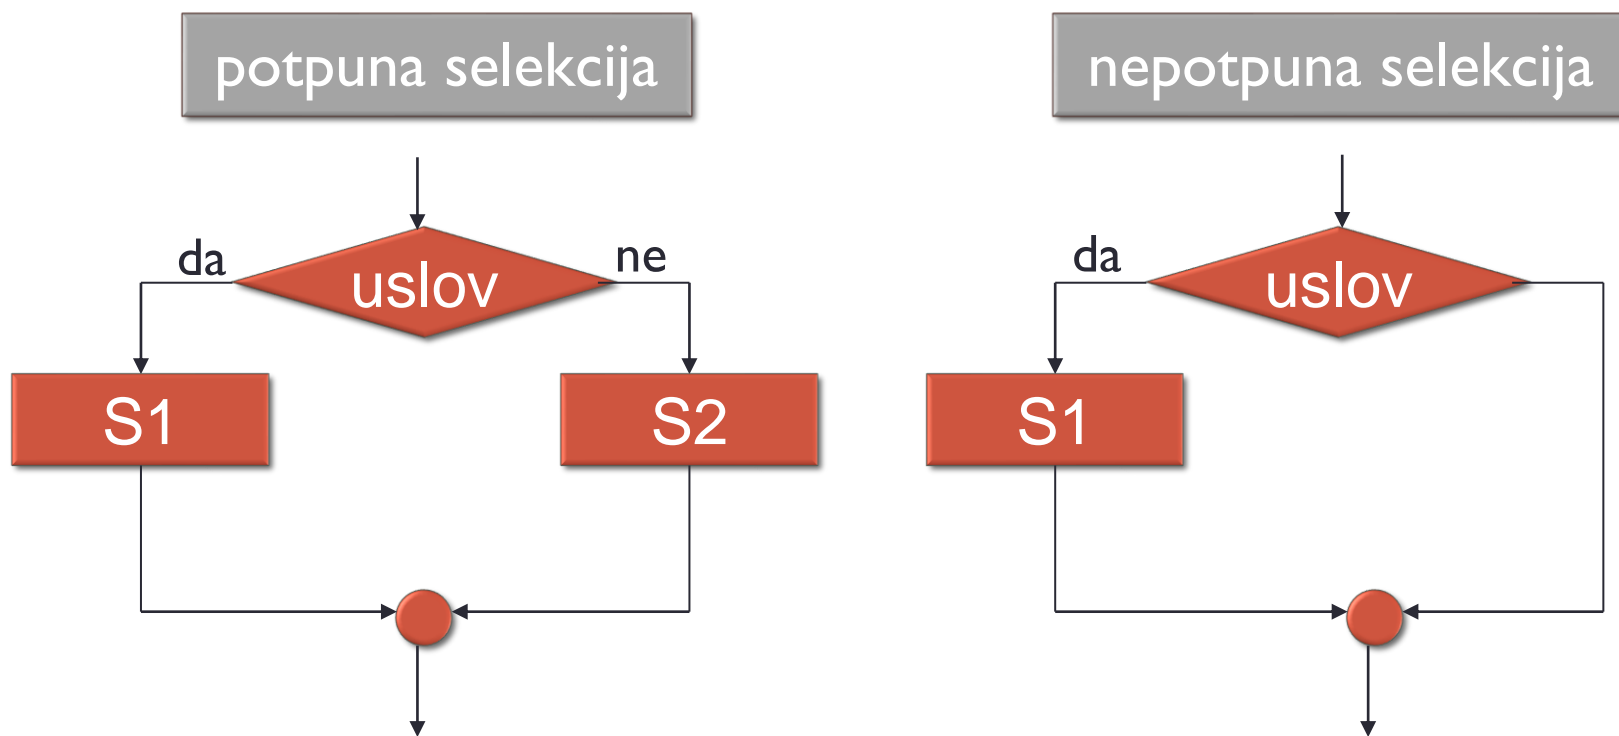 potpuna selekcija
da
uslov
ne
S1
S2
nepotpuna selekcija
da
uslov
S1